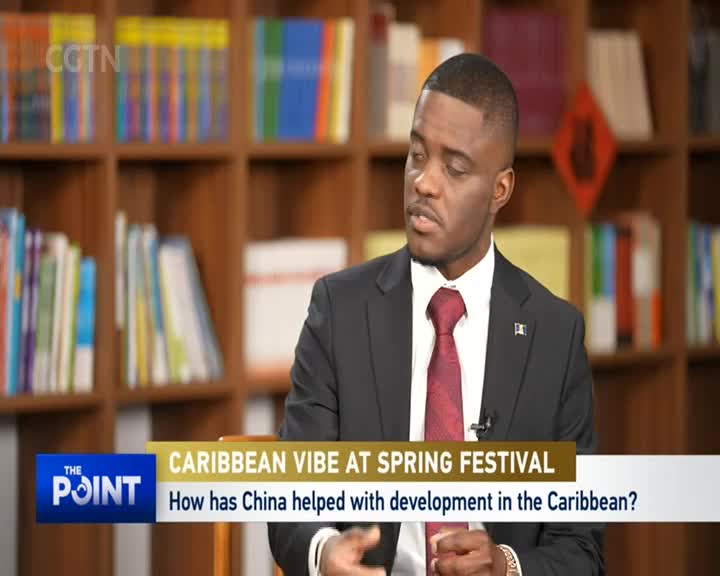 CGTN
CARIBBEAN VIBE AT SPRING FESTIVAL
THE
POINT
How has China helped with development in the Caribbean?